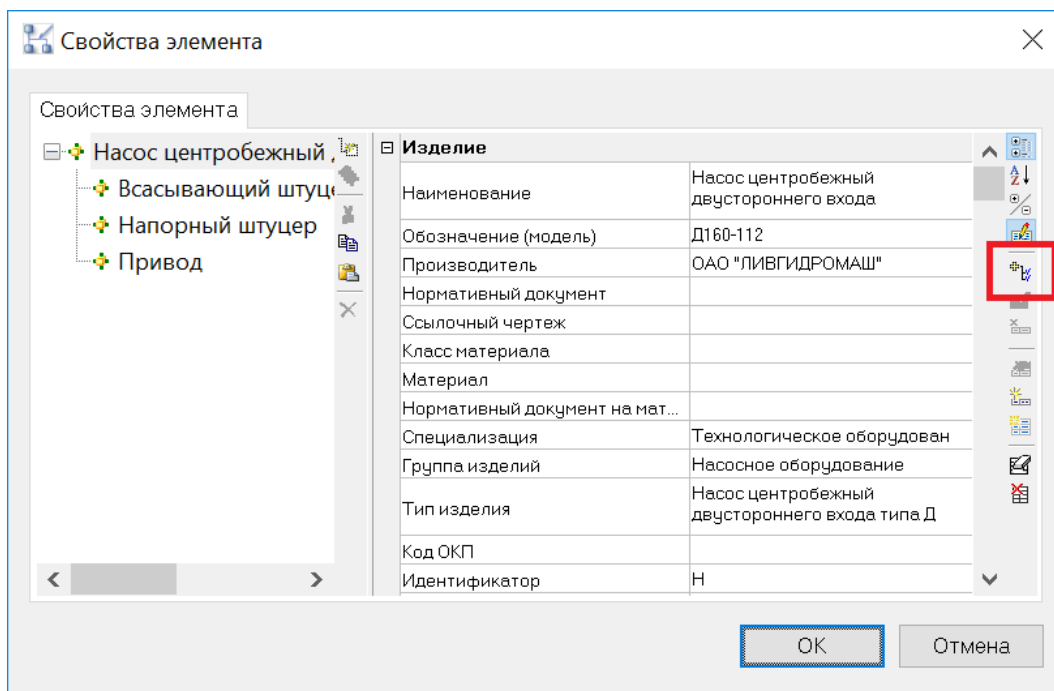 Свойства элемента
Свойства элемента
Насос центробежный
Всасывающий штуце
Напорный штуцер
Привод
Изделие
Наименование
Насос центробежный
двустороннего входа
Обозначение (модель)
Д160-112
Производитель
ОАО "ЛИВГИДРОМАШ"
Нормативный документ
Ссылочный чертеж
Класс материала
Материал
Нормативный документ на мат...
Специализация
Технологическое оборудован
Группа изделий
Насосное оборудование
Тип изделия
Насос центробежный
двустороннего входа типа Д
Код ОКП
Идентификатор
Н
ОК
Отмена